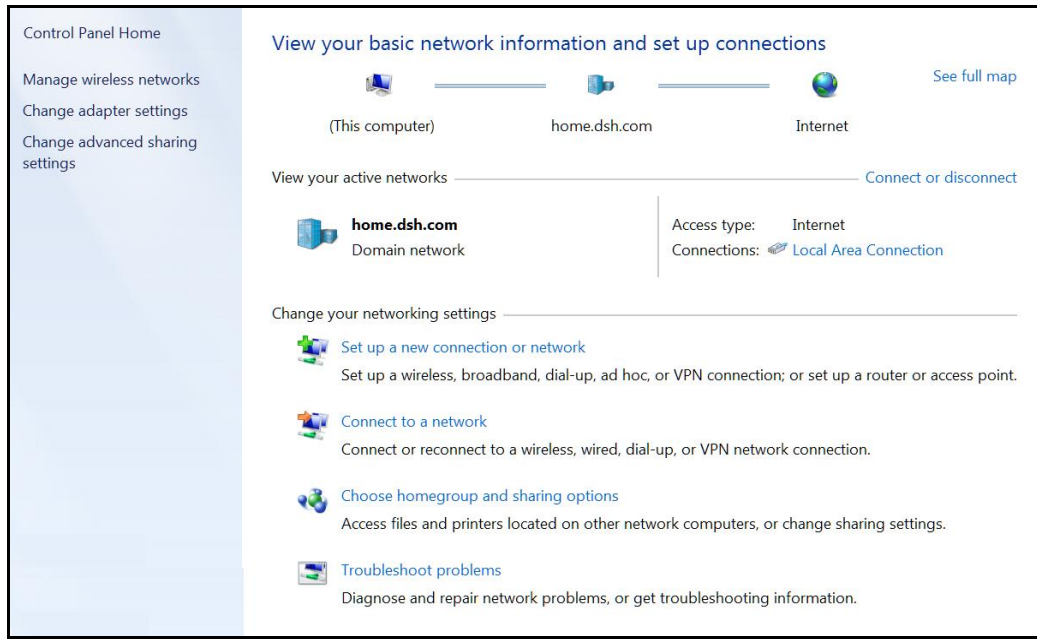 Control Panel Home
Manage wireless networks
Change adapter settings
Change advanced sharing
settings
View your basic network information and set up connections
See full map
(This computer) home.dsh.com Internet
View your active networks Connect or disconnect
home.dsh.com
Domain network
Access type: Internet
Connections: Local Area Connection
Change your networking settings
Set up a new connection or network
Set up a wireless, broadband, dial-up, ad hoc, or VPN connection; or set up a router or access point.
Connect to a network
Connect or reconnect to a wireless, wired, dial-up, or VPN network connection.
Choose homegroup and sharing options
Access files and printers located on other network computers, or change sharing settings.
Troubleshoot problems
Diagnose and repair network problems, or get troubleshooting information.